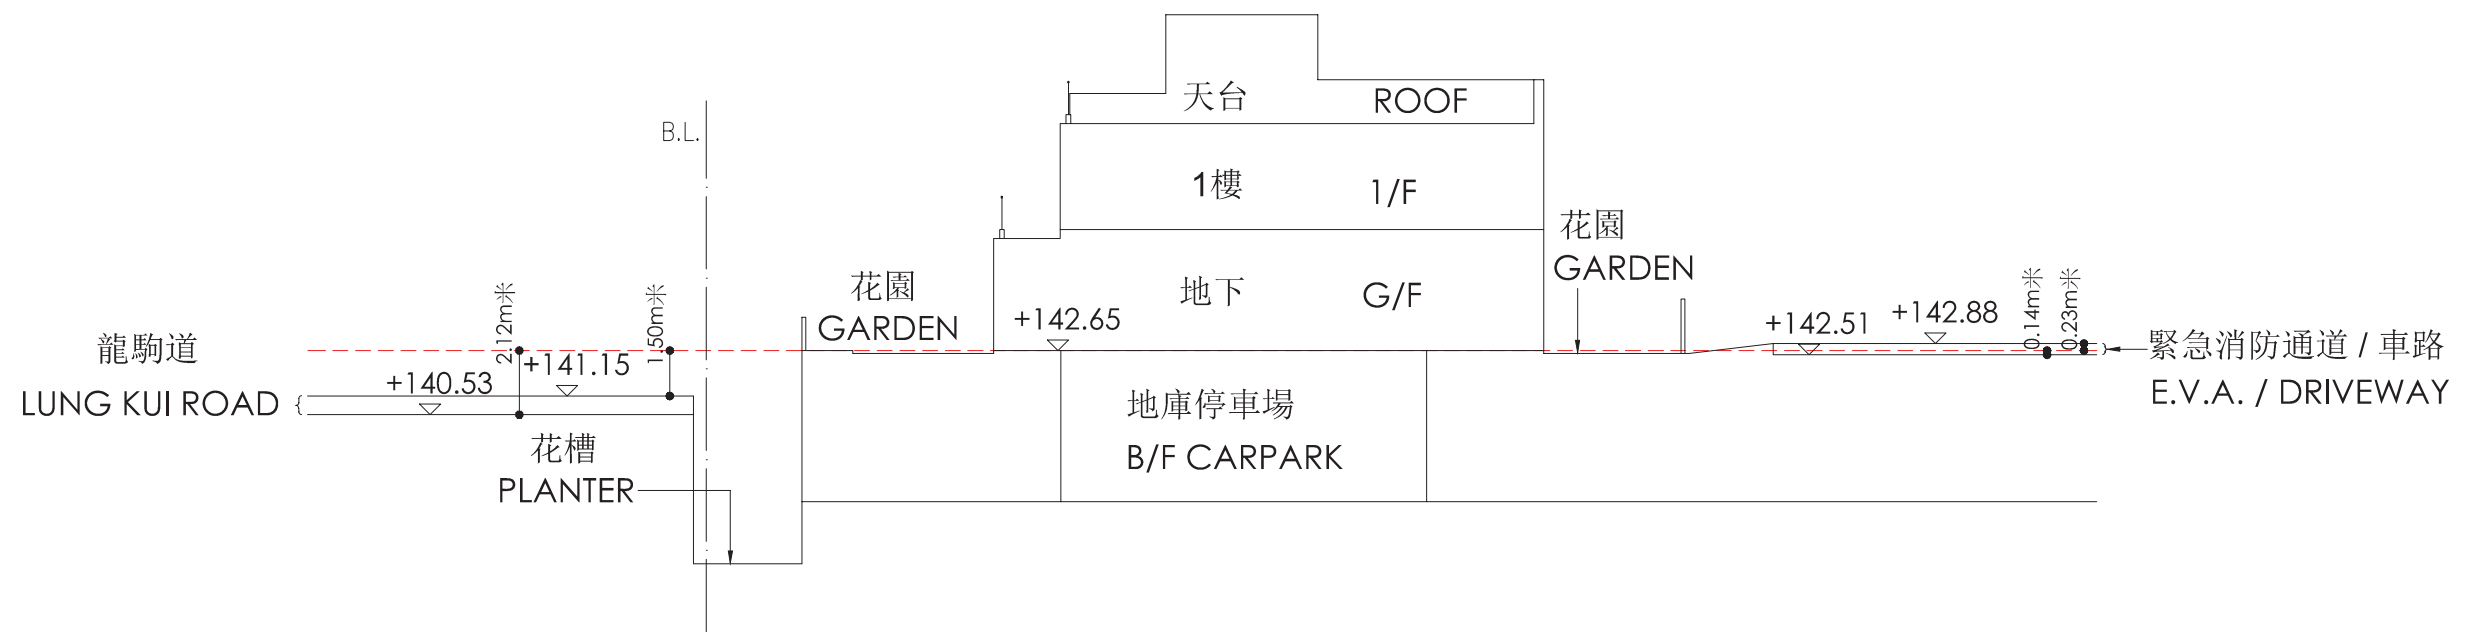 天台
ROOF
B.L.
1樓
1/F
花園
GARDEN
花園
GARDEN
地下
G/F
+142.65
2.12m米
1.50m米
0.14m米
0.23m米
+142.51
+142.88
龍駒道
LUNG KUI ROAD
+140.53
+141.15
緊急消防通道 / 車路
E.V.A. / DRIVEWAY
地庫停車場
B/F CARPARK
花槽
PLANTER